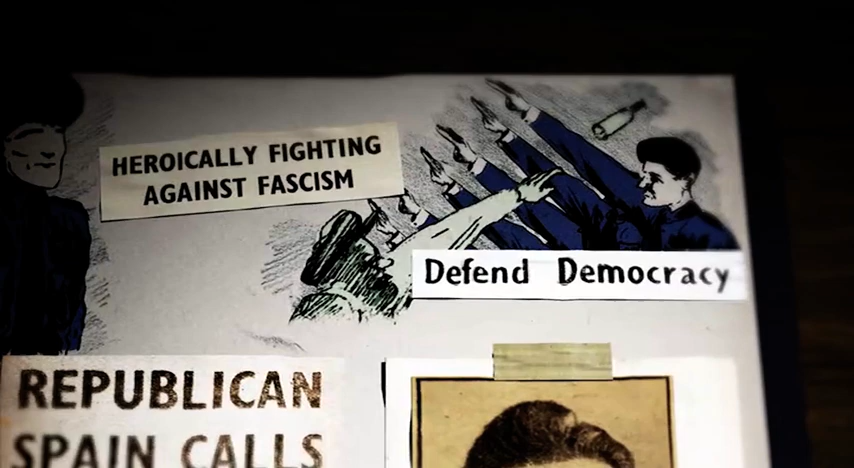 HEROICALLY FIGHTING
AGAINST FASCISM
Defend Democracy
REPUBLICAN
SPAIN CALLS